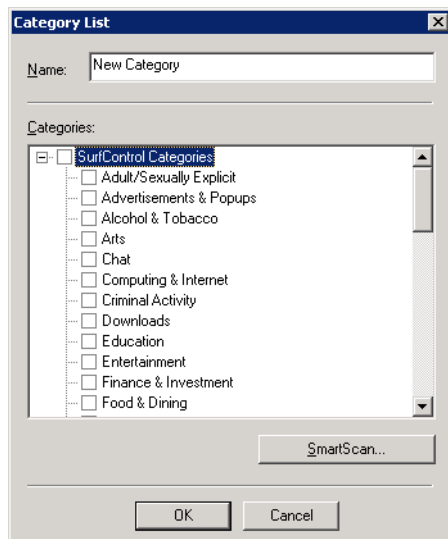 Category List
Name: New Category
Categories:
SurfControl Categories
Adult/Sexually Explicit
Advertisements & Popups
Alcohol & Tobacco
Arts
Chat
Computing & Internet
Criminal Activity
Downloads
Education
Entertainment
Finance & Investment
Food & Dining
SmartScan...
OK Cancel